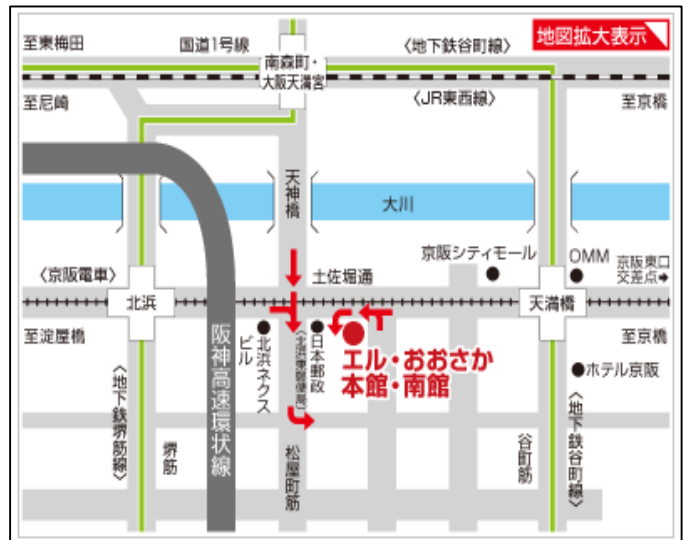 地図拡大表示
至東梅田
国道1号線
〈地下鉄谷町線〉
南森町・
大阪天満宮
至尼崎
〈JR東西線〉
至京橋
天神橋
大川
京阪シティモール
OMM
京阪東口
交差点➡
〈京阪電車〉
土佐堀通
北浜
天満橋
至淀屋橋
至京橋
阪神高速環状線
北浜ネクス
ビル
〈北浜東郵便局〉
日本郵政
エル・おおさか
本館・南館
ホテル京阪
〈地下鉄堺筋線〉
堺筋
松屋町筋
谷町筋
〈地下鉄谷町線〉